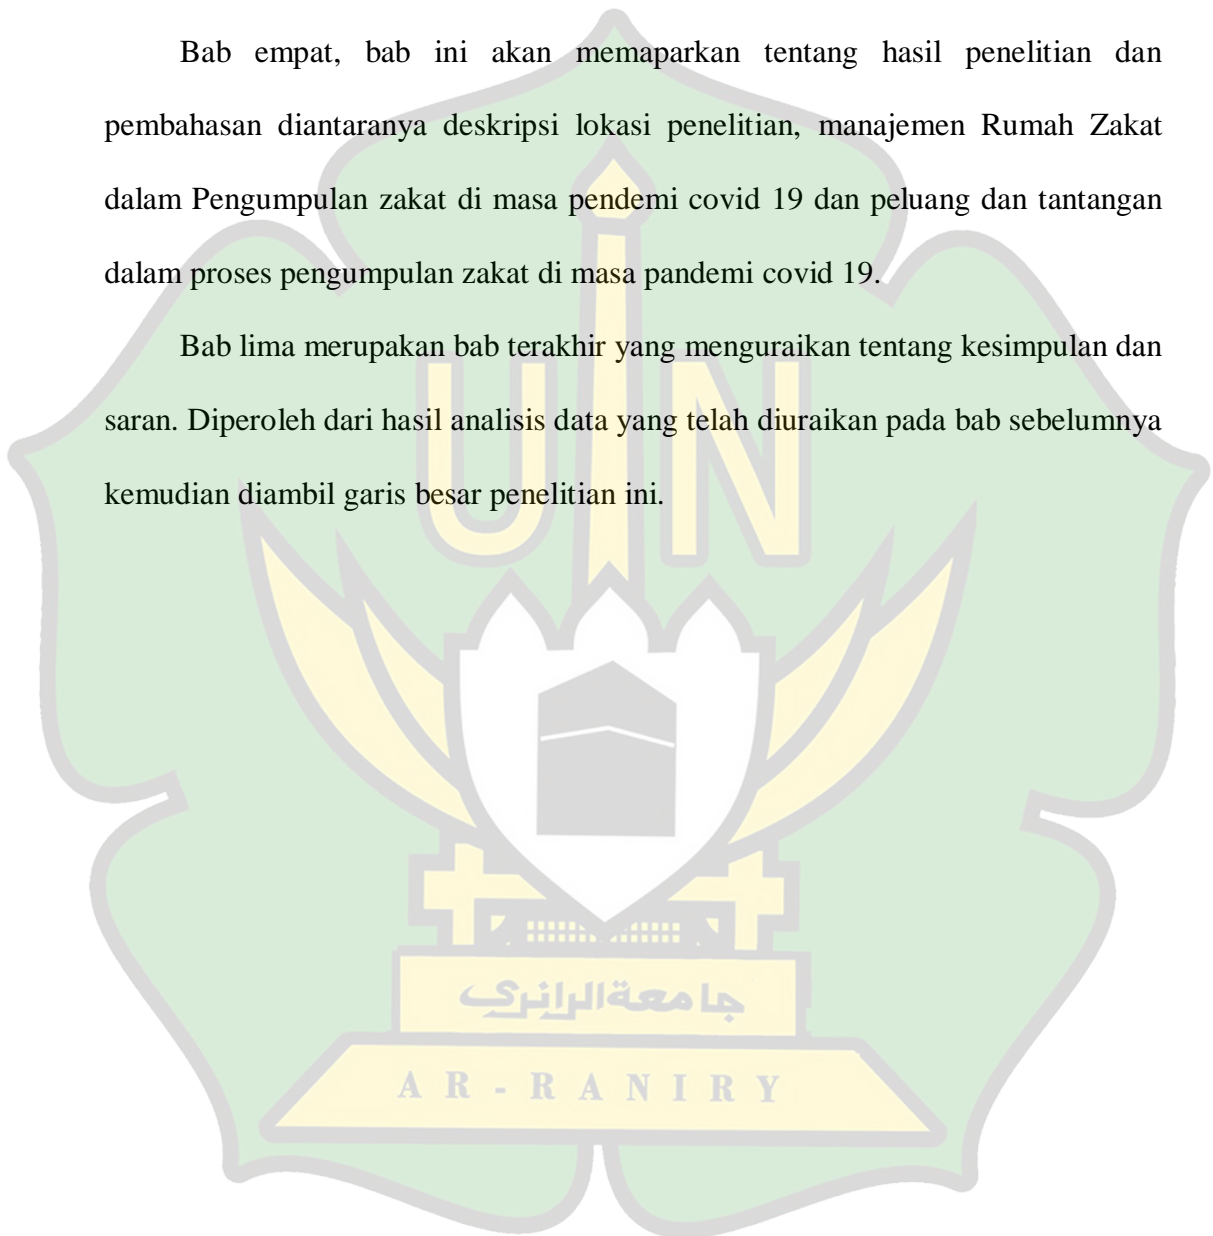 Bab empat, bab ini akan memaparkan tentang hasil penelitian dan
pembahasan diantaranya deskripsi lokasi penelitian, manajemen Rumah Zakat
dalam Pengumpulan zakat di masa pendemi covid 19 dan peluang dan tantangan
dalam proses pengumpulan zakat di masa pandemi covid 19.
Bab lima merupakan bab terakhir yang menguraikan tentang kesimpulan dan
saran. Diperoleh dari hasil analisis data yang telah diuraikan pada bab sebelumnya
kemudian diambil garis besar penelitian ini.
UIN
جامعة الرانري
AR-RANIRY